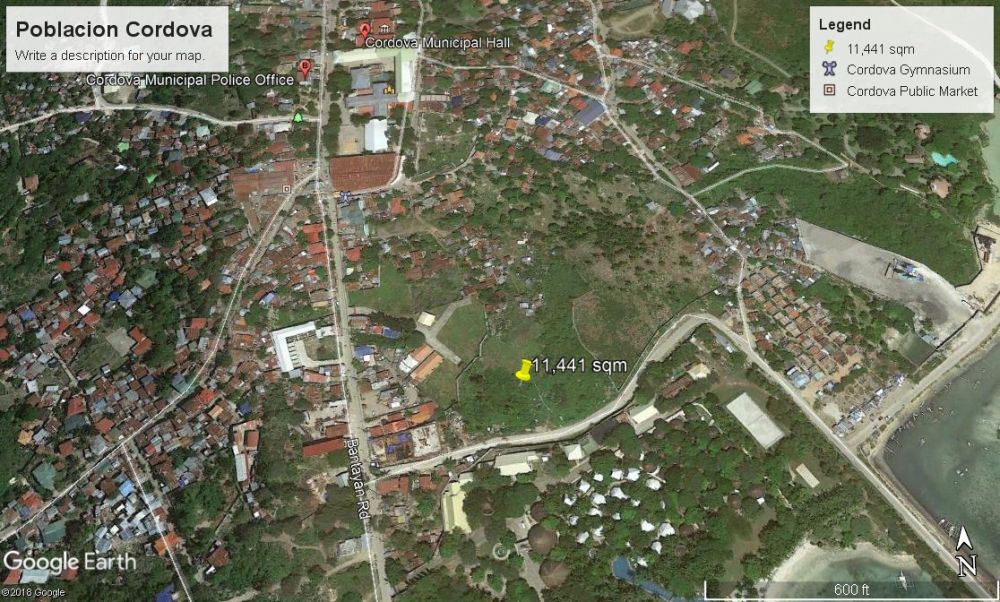 Poblacion Cordova
Write a description for your map.
Legend
11,441 sqm
Cordova Gymnasium
Cordova Public Market
A
Cordova Municipal Hall
B
Cordova Municipal Police Office
11,441 sqm
Bantayan Rd
Google Earth
©2018 Google
N
600 ft